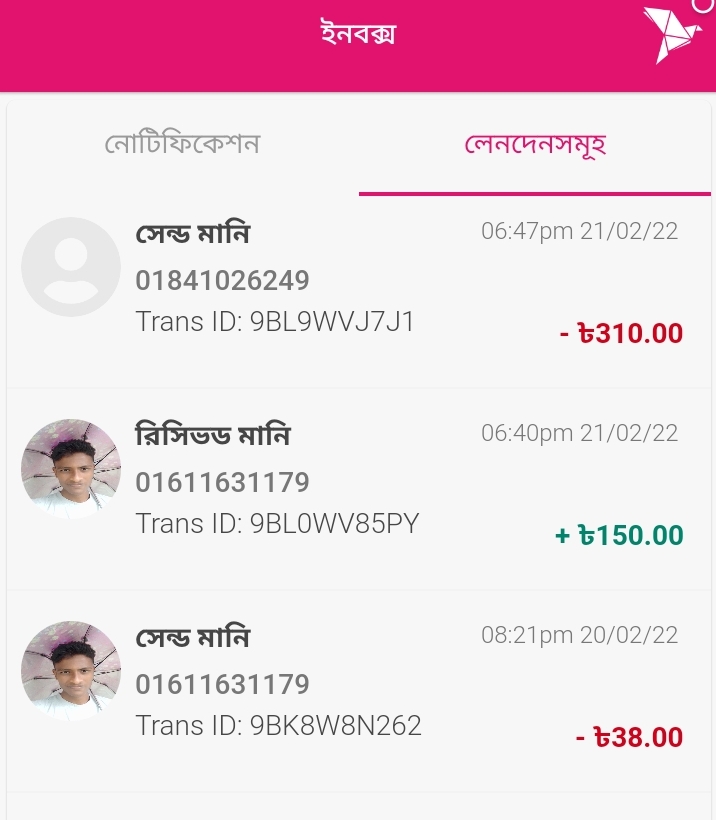 ইনবক্স
নোটিফিকেশন
লেনদেনসমূহ
সেন্ড মানি
06:47pm 21/02/22
01841026249
Trans ID: 9BL9WVJ7J1
- ৳310.00
রিসিভড মানি
06:40pm 21/02/22
01611631179
Trans ID: 9BL0WV85PY
+ ৳150.00
সেন্ড মানি
08:21pm 20/02/22
01611631179
Trans ID: 9BK8W8N262
- ৳38.00